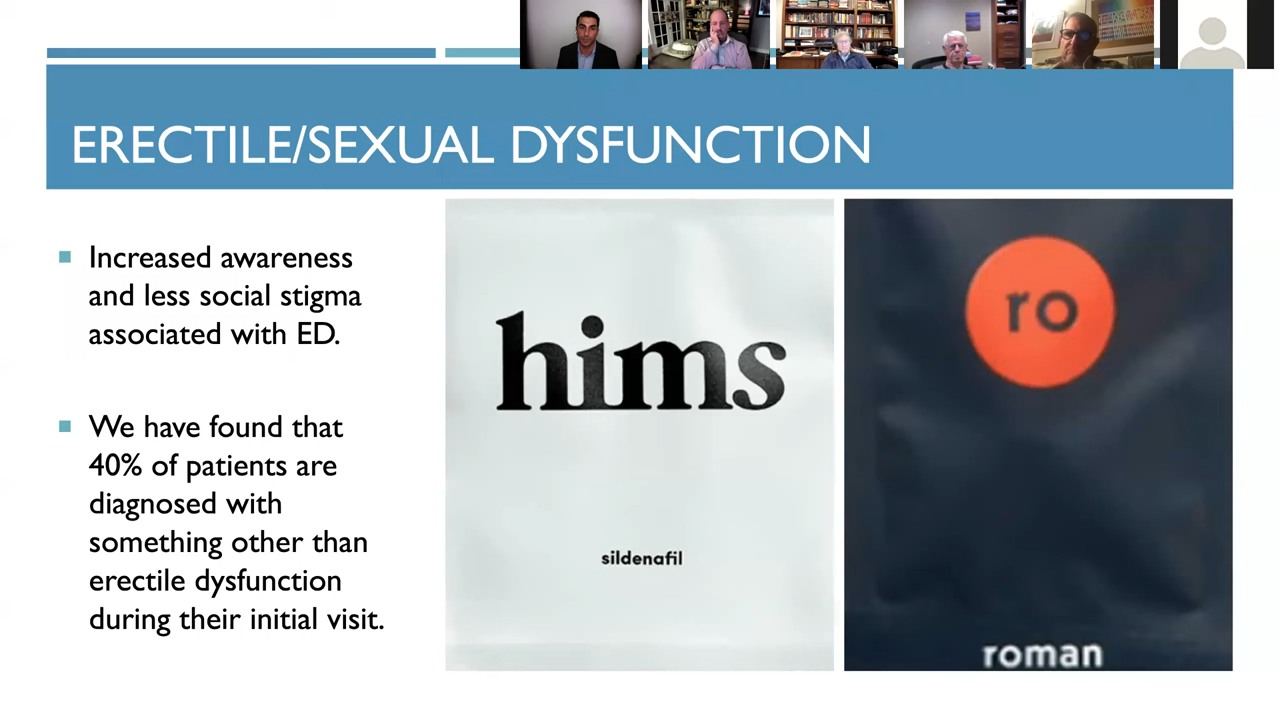 ERECTILE/SEXUAL DYSFUNCTION
Increased awareness
and less social stigma
associated with ED.
We have found that
40% of patients are
diagnosed with
something other than
erectile dysfunction
during their initial visit.
hims
sildenafil
ro
roman